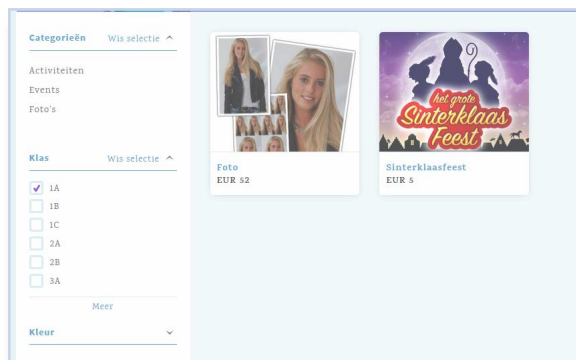 Categorieën Wis selectie
Activiteiten
Events
Foto's
Klas Wis selectie
1A
1B
1C
2A
2B
3A
Meer
Kleur
Foto
EUR 52
het grote
Sinterklaas
Feest
Sinterklaasfeest
EUR 5